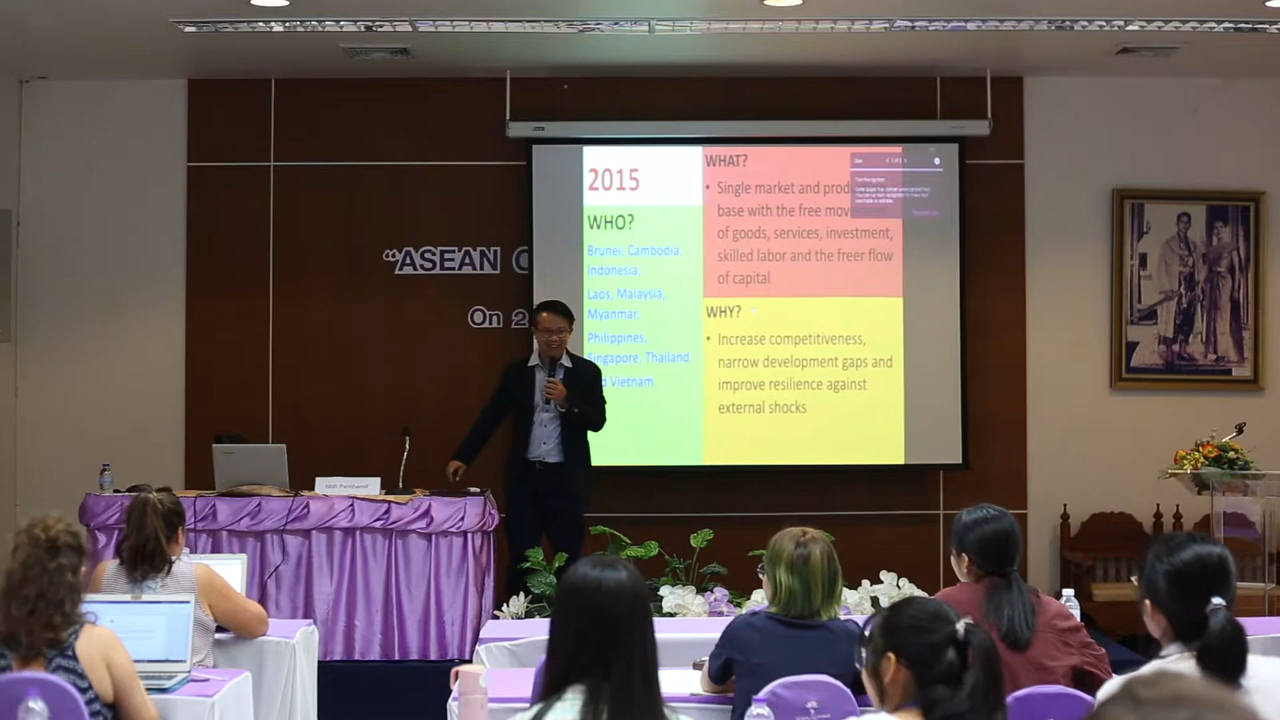 2015
WHO?
Brunei, Cambodia,
Indonesia,
Laos, Malaysia,
Myanmar,
Philippines,
Singapore, Thailand
Vietnam
WHAT?
• Single market and prod
base with the free mov
of goods, services, investment,
skilled labor and the freer flow
of capital
WHY?
• Increase competitiveness,
narrow development gaps and
improve resilience against
external shocks
"ASEAN C
On 2